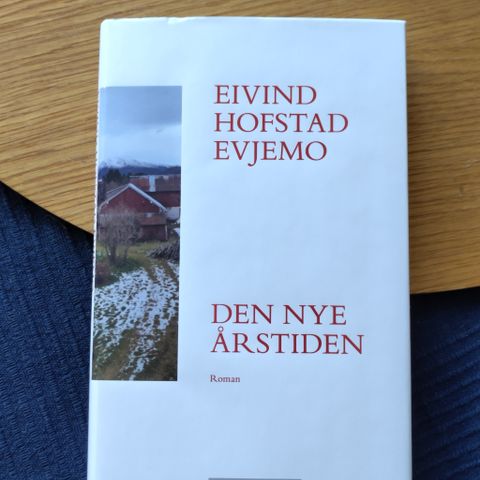 EIVIND
HOFSTAD
EVJEMO
DEN NYE
ÅRSTIDEN
Roman